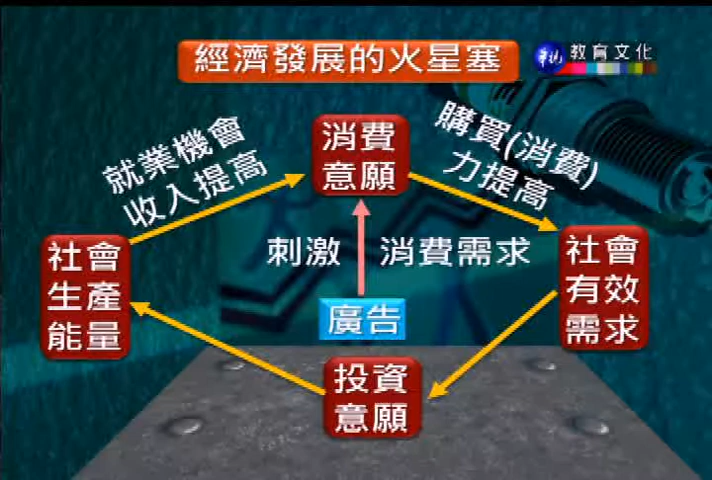 經濟發展的火星塞
華視 教育文化
就業機會
收入提高
消費
意願
購買(消費)
力提高
社會
生產
能量
刺激
消費需求
社會
有效
需求
廣告
投資
意願